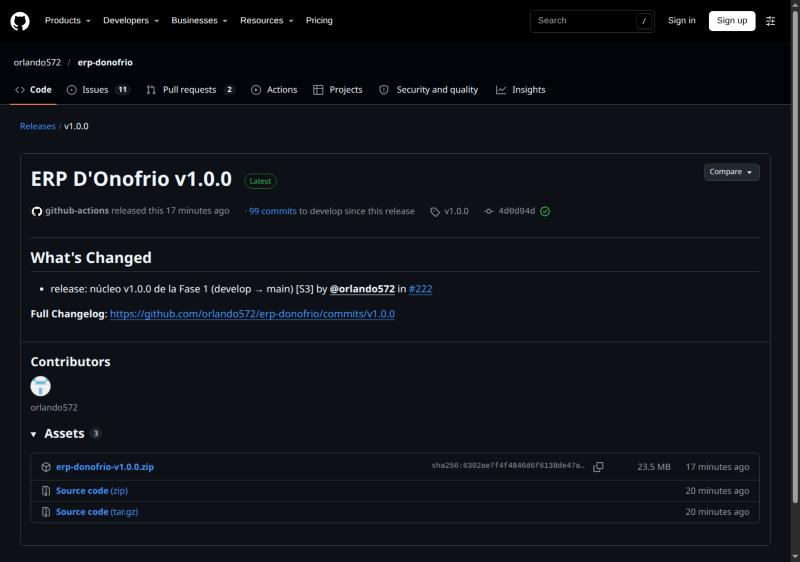 Products Developers Businesses Resources Pricing Search / Sign in Sign up
orlando572 / erp-donofrio
Code Issues 11 Pull requests 2 Actions Projects Security and quality Insights
Releases / v1.0.0
ERP D'Onofrio v1.0.0 Latest Compare
github-actions released this 17 minutes ago · 99 commits to develop since this release v1.0.0 4d0d94d
What's Changed
• release: núcleo v1.0.0 de la Fase 1 (develop → main) [S3] by @orlando572 in #222
Full Changelog: https://github.com/orlando572/erp-donofrio/commits/v1.0.0
Contributors
orlando572
Assets 3
erp-donofrio-v1.0.0.zip sha256:6302ae7f4f4846d6f6138de47a… 23.5 MB 17 minutes ago
Source code (zip) 20 minutes ago
Source code (tar.gz) 20 minutes ago